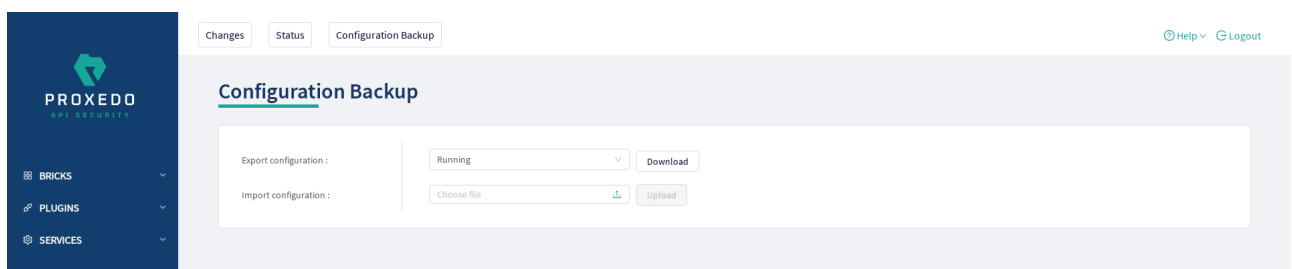 Changes Status Configuration Backup Help Logout
PROXEDO
API SECURITY
Configuration Backup
Export configuration : Running Download
Import configuration : Choose file Upload
BRICKS
PLUGINS
SERVICES